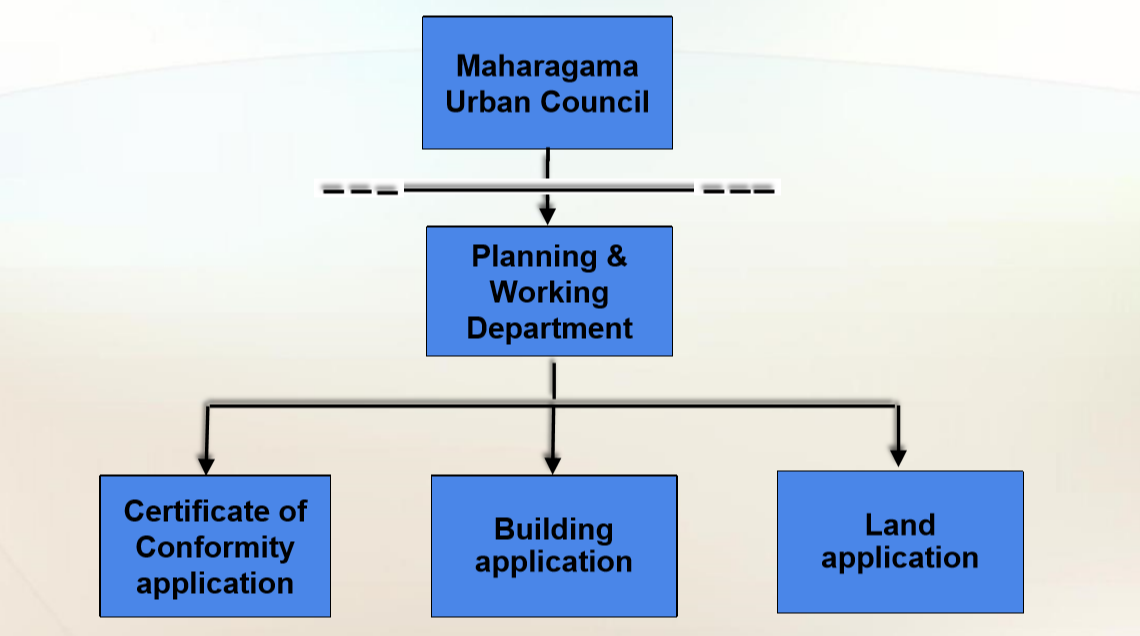 Maharagama
Urban Council
Planning &
Working
Department
Certificate of
Conformity
application
Building
application
Land
application